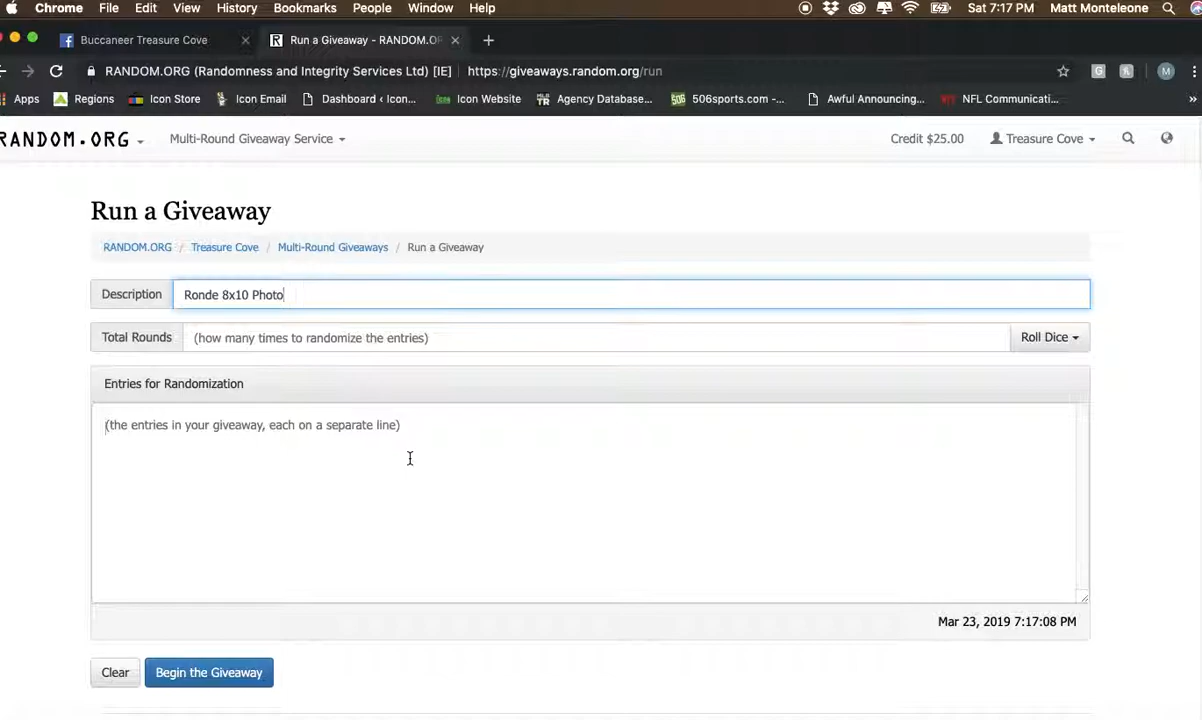 Chrome File Edit View History Bookmarks People Window Help Sat 7:17 PM Matt Monteleone
Buccaneer Treasure Cove Run a Giveaway - RANDOM.OR
RANDOM.ORG (Randomness and Integrity Services Ltd) [IE] https://giveaways.random.org/run
Apps Regions Icon Store Icon Email Dashboard ‹ Icon... Icon Website Agency Database... 506sports.com -... Awful Announcing... NFL Communicati... »
RANDOM.ORG Multi-Round Giveaway Service Credit $25.00 Treasure Cove
Run a Giveaway
RANDOM.ORG / Treasure Cove / Multi-Round Giveaways / Run a Giveaway
Description Ronde 8x10 Photo
Total Rounds (how many times to randomize the entries) Roll Dice
Entries for Randomization
(the entries in your giveaway, each on a separate line)
Mar 23, 2019 7:17:08 PM
Clear Begin the Giveaway